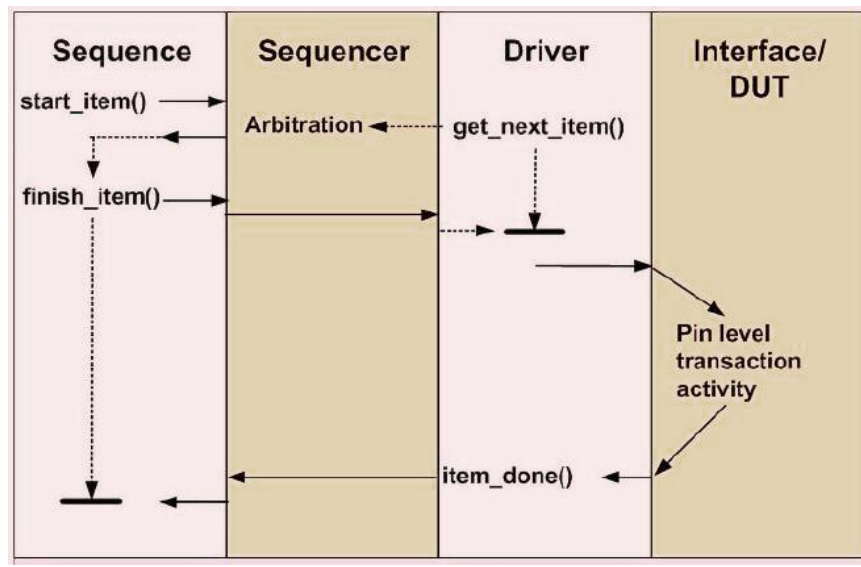 Sequence
Sequencer
Driver
Interface/
DUT
start_item()
Arbitration
get_next_item()
finish_item()
Pin level
transaction
activity
item_done()